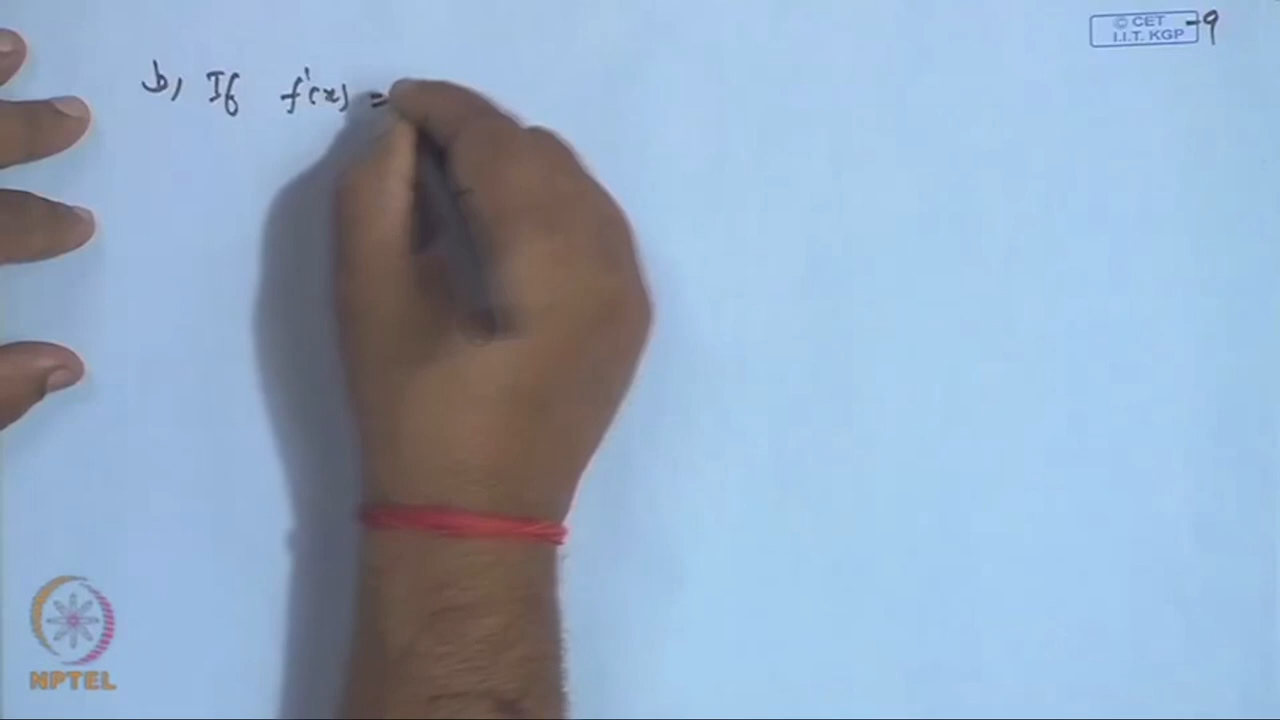 © CET
I.I.T. KGP
-9
b, If f'(x) =
NPTEL